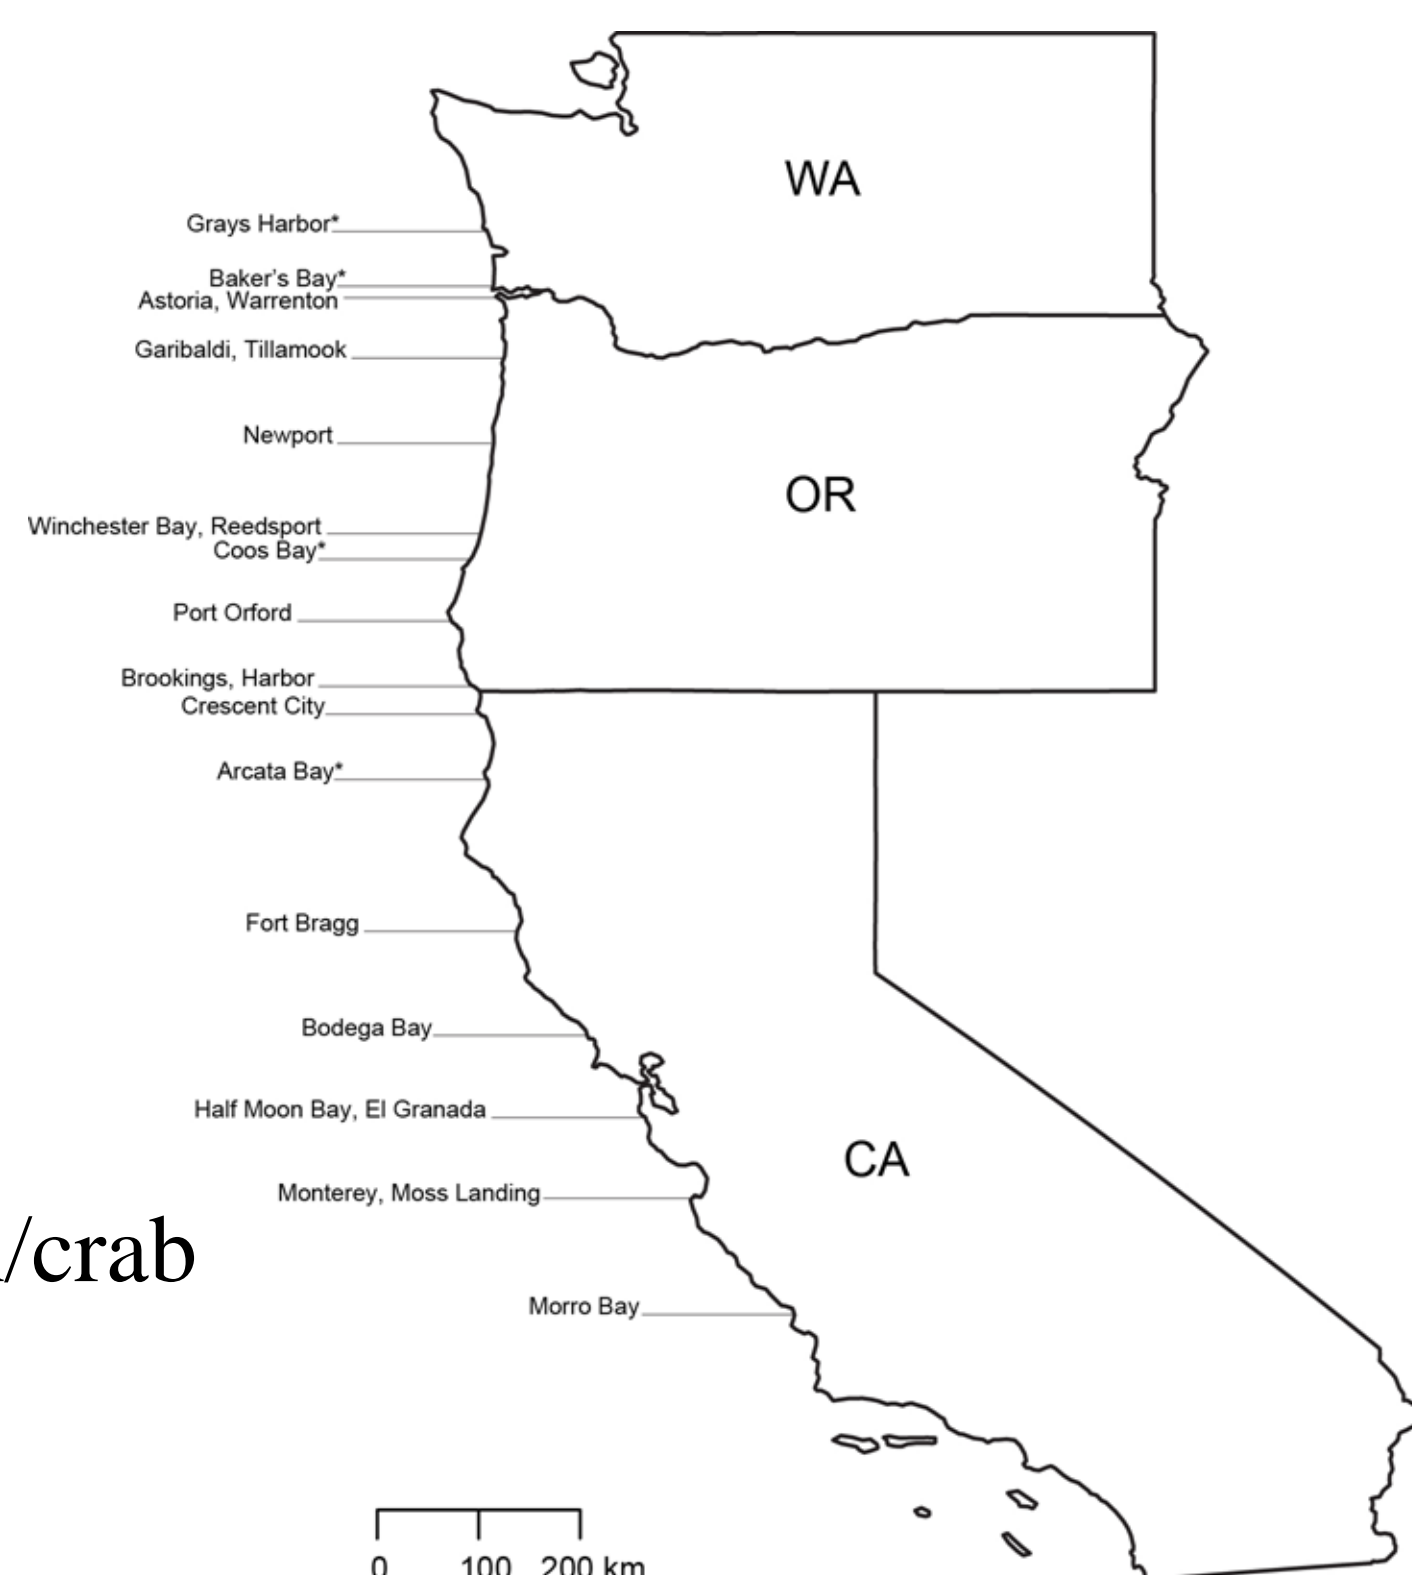 WA
Grays Harbor*
Baker's Bay*
Astoria, Warrenton
Garibaldi, Tillamook
Newport
OR
Winchester Bay, Reedsport
Coos Bay*
Port Orford
Brookings, Harbor
Crescent City
Arcata Bay*
Fort Bragg
Bodega Bay
Half Moon Bay, El Granada
CA
Monterey, Moss Landing
/crab
Morro Bay
0 100 200 km